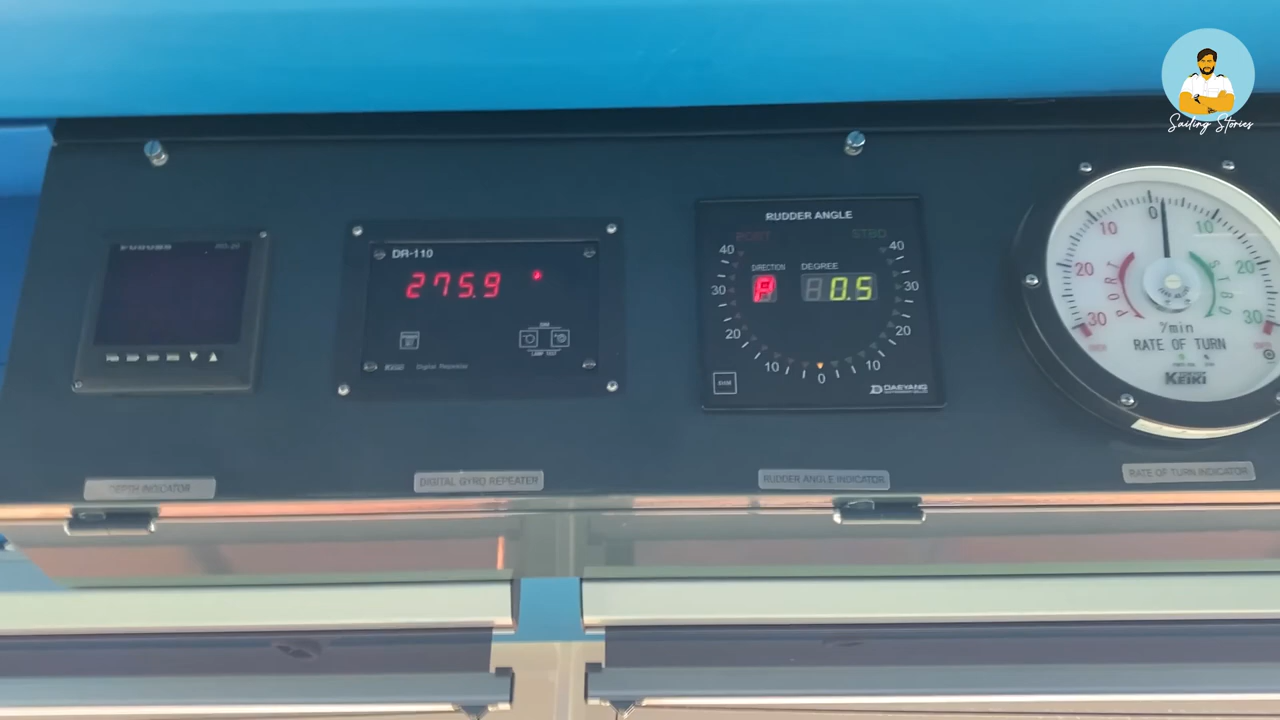 Sailing Stories
FURUNO
DR-110
275.9
Digital Repeater
LAMP TEST
RUDDER ANGLE
PORT STBD
40 40
DIRECTION DEGREE
P 0.5
30 30
20 20
10 10
0
DAEYANG
0
10 10
20 20
30 30
PORT STBD
°/min
RATE OF TURN
KEIKI
DEPTH INDICATOR
DIGITAL GYRO REPEATER
RUDDER ANGLE INDICATOR
RATE OF TURN INDICATOR